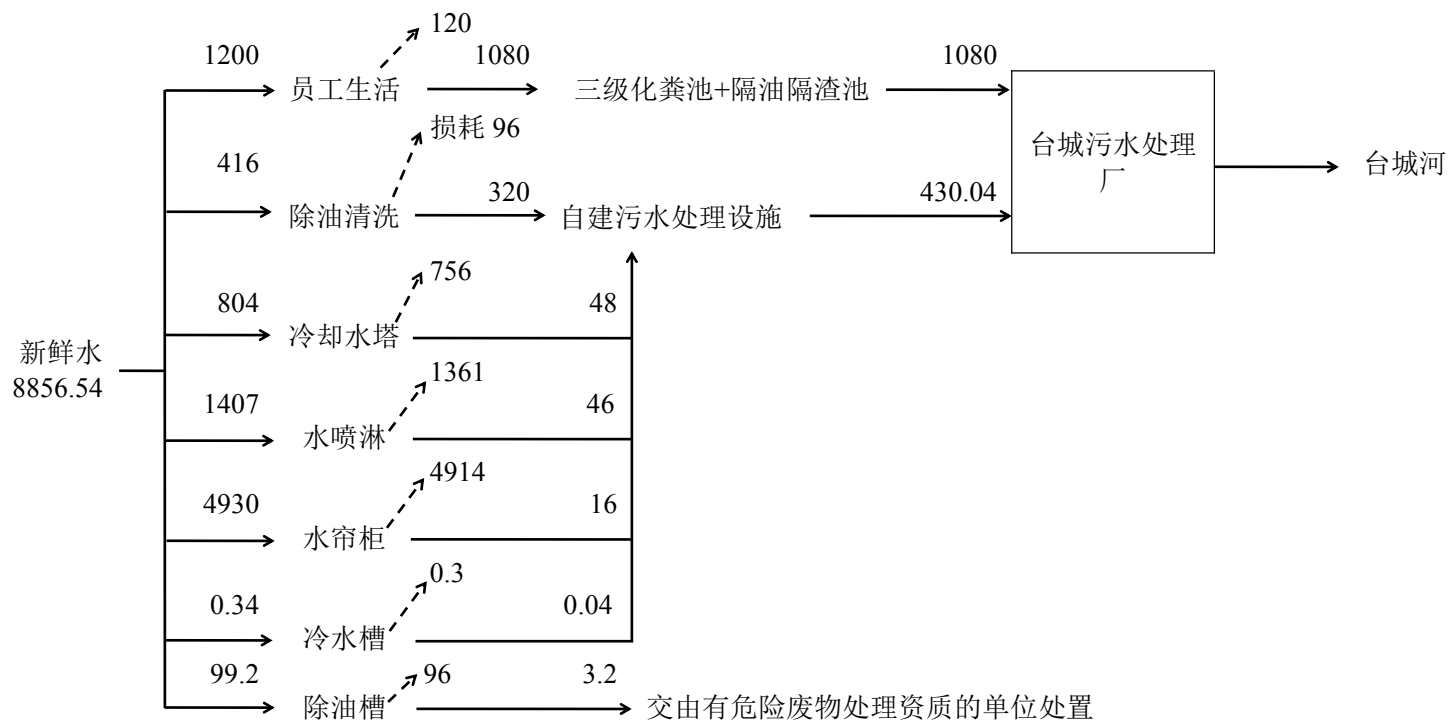 120
1200
员工生活
1080
三级化粪池+隔油隔渣池
1080
损耗 96
416
除油清洗
320
自建污水处理设施
430.04
台城污水处理
厂
台城河
756
804
冷却水塔
48
新鲜水
8856.54
1361
1407
水喷淋
46
4914
4930
水帘柜
16
0.3
0.34
冷水槽
0.04
99.2
除油槽
96
3.2
交由有危险废物处理资质的单位处置